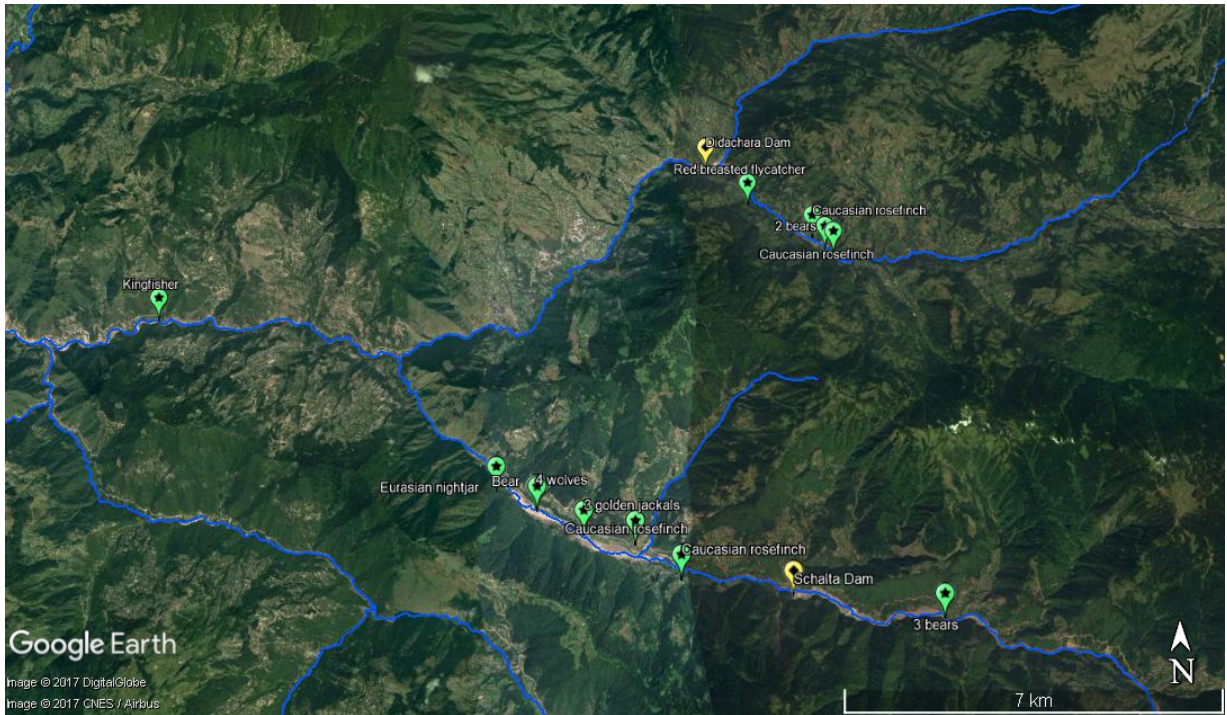 Didachara Dam
Red breasted flycatcher
Caucasian rosefinch
2 bears
Caucasian rosefinch
Kingfisher
Eurasian nightjar
Bear
4 wolves
3 golden jackals
Caucasian rosefinch
Caucasian rosefinch
Schalta Dam
3 bears
Google Earth
N
Image © 2017 DigitalGlobe
Image © 2017 CNES / Airbus
7 km